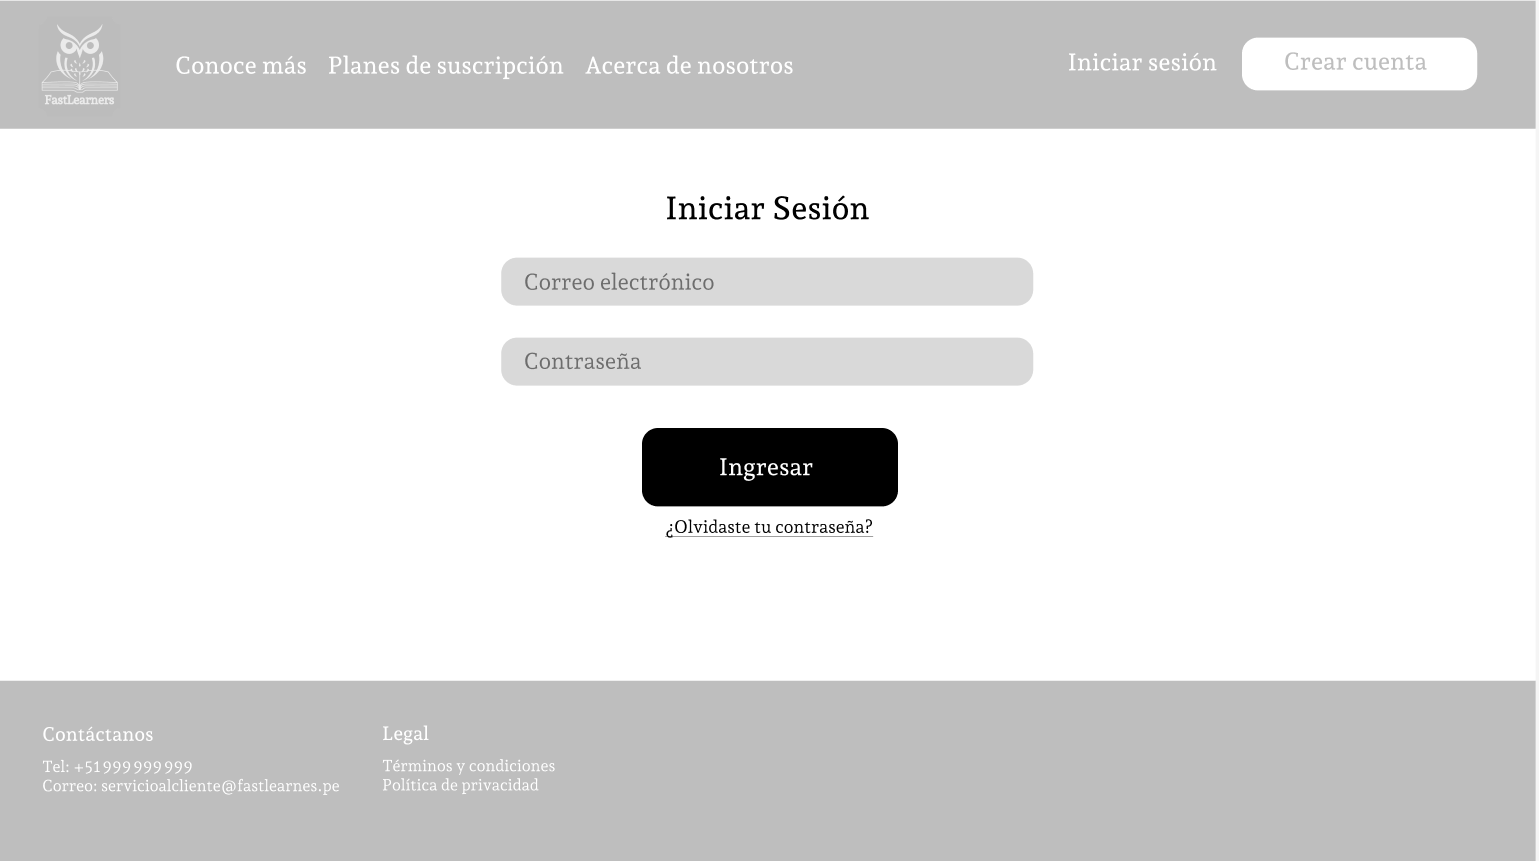 FastLearners
Conoce más
Planes de suscripción
Acerca de nosotros
Iniciar sesión
Crear cuenta
Iniciar Sesión
Correo electrónico
Contraseña
Ingresar
¿Olvidaste tu contraseña?
Contáctanos
Tel: +51999999999
Correo: servicioalcliente@fastlearnes.pe
Legal
Términos y condiciones
Política de privacidad